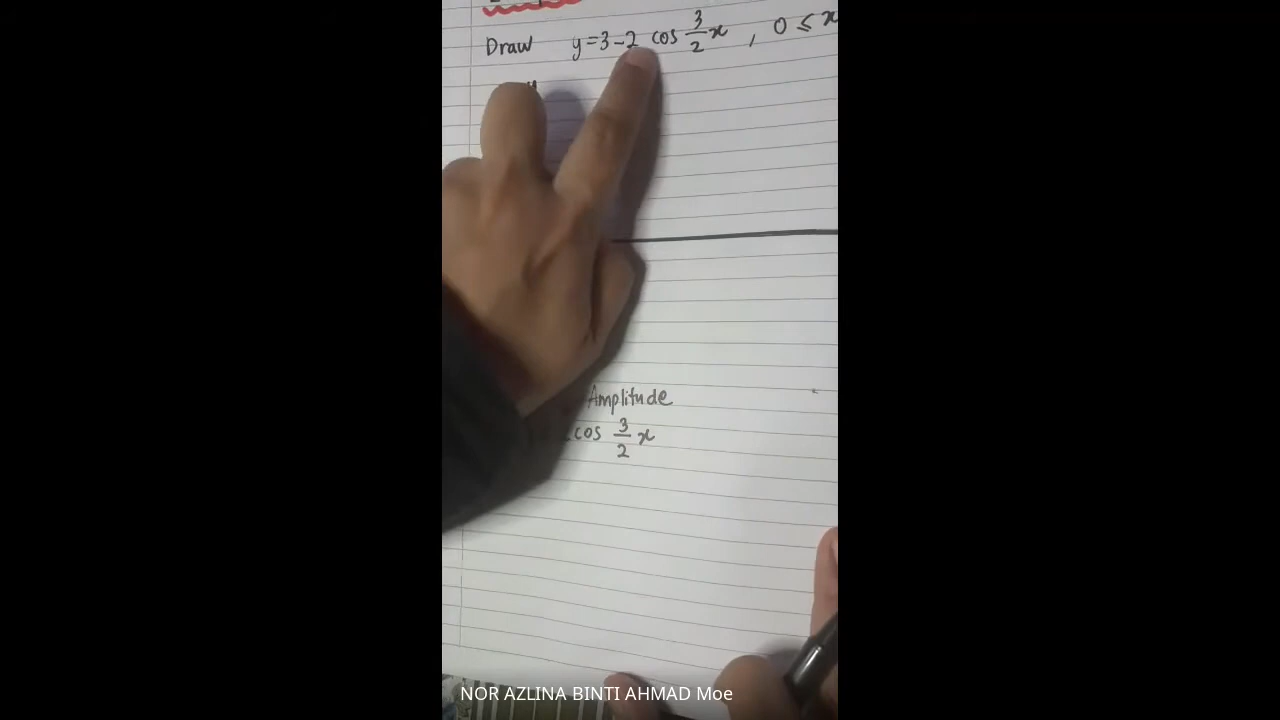 Draw y = 3 - 2 cos 3/2 x , 0 ≤ x
Amplitude
cos 3/2 x
NOR AZLINA BINTI AHMAD Moe